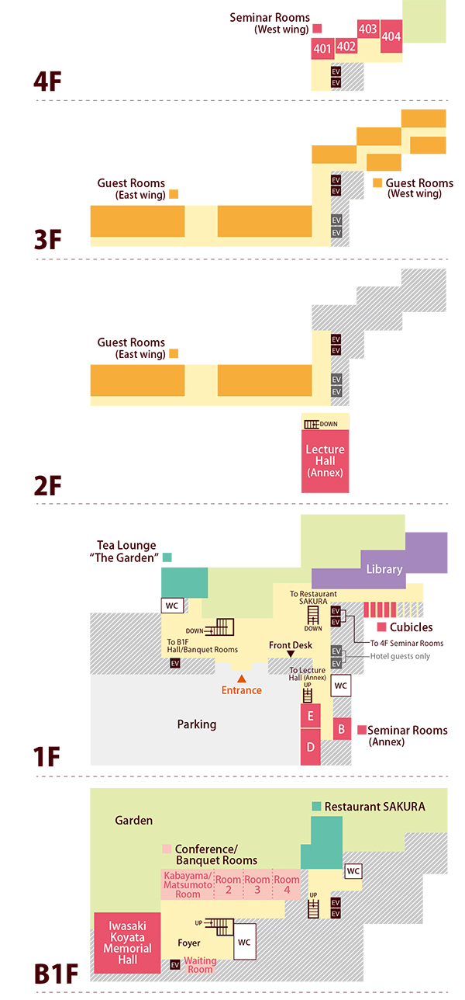 Seminar Rooms
(West wing)
401
402
403
404
EV
EV
4F
Guest Rooms
(East wing)
EV
EV
Guest Rooms
(West wing)
EV
EV
3F
Guest Rooms
(East wing)
EV
EV
EV
EV
DOWN
Lecture
Hall
(Annex)
2F
Tea Lounge
“The Garden”
Library
WC
To Restaurant
SAKURA
DOWN
EV
EV
Cubicles
DOWN
To B1F
Hall/Banquet Rooms
Front Desk
To 4F Seminar Rooms
EV
EV
Hotel guests only
EV
To Lecture
Hall (Annex)
UP
WC
Entrance
Parking
E
D
B
Seminar Rooms
(Annex)
1F
Garden
Restaurant SAKURA
Conference/
Banquet Rooms
Kabayama/
Matsumoto
Room
Room
2
Room
3
Room
4
WC
UP
EV
EV
Iwasaki
Koyata
Memorial
Hall
UP
Foyer
WC
EV
Waiting
Room
B1F